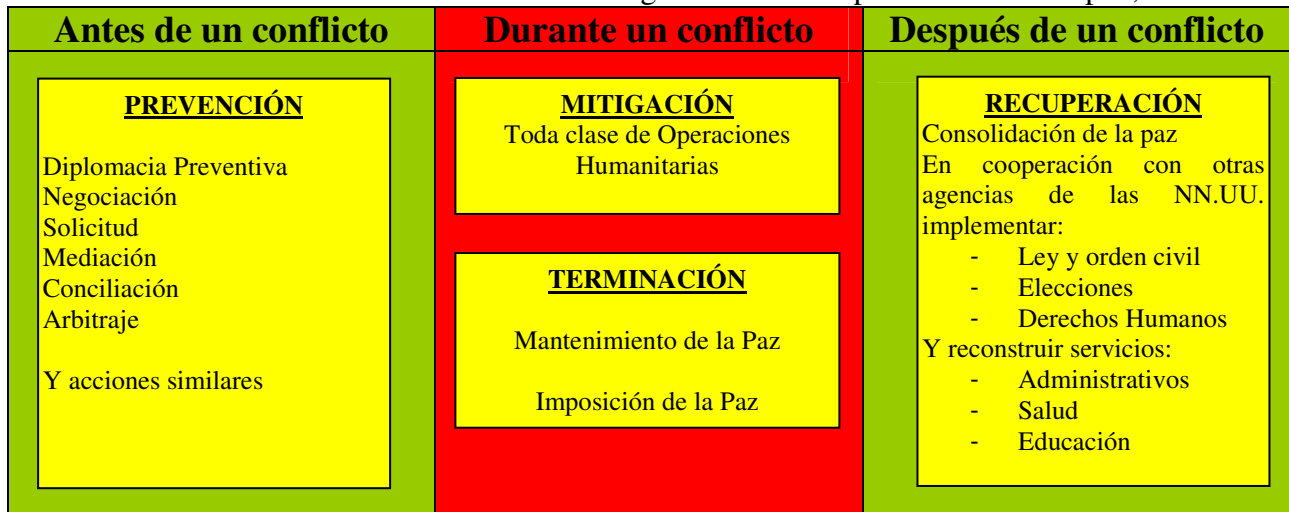 Antes de un conflicto
Durante un conflicto
Después de un conflicto
PREVENCIÓN
Diplomacia Preventiva
Negociación
Solicitud
Mediación
Conciliación
Arbitraje
Y acciones similares
MITIGACIÓN
Toda clase de Operaciones
Humanitarias
TERMINACIÓN
Mantenimiento de la Paz
Imposición de la Paz
RECUPERACIÓN
Consolidación de la paz
En cooperación con otras
agencias de las NN.UU.
implementar:
- Ley y orden civil
- Elecciones
- Derechos Humanos
Y reconstruir servicios:
- Administrativos
- Salud
- Educación